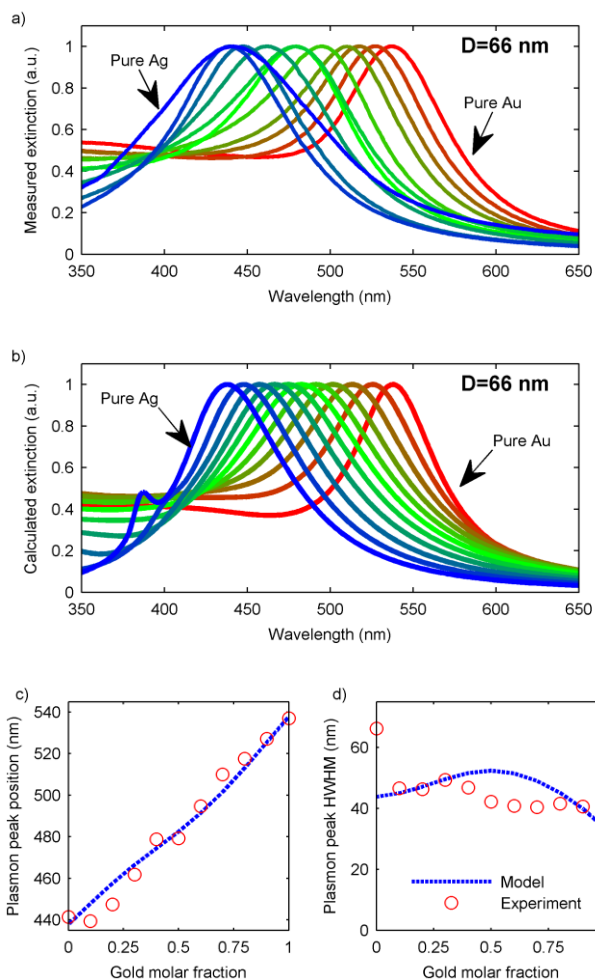 a)
D=66 nm
Pure Ag
Pure Au
Measured extinction (a.u.)
1
0.8
0.6
0.4
0.2
0
350 400 450 500 550 600 650
Wavelength (nm)
b)
D=66 nm
Pure Ag
Pure Au
Calculated extinction (a.u.)
1
0.8
0.6
0.4
0.2
0
350 400 450 500 550 600 650
Wavelength (nm)
c)
Plasmon peak position (nm)
540
520
500
480
460
440
0 0.25 0.5 0.75 1
Gold molar fraction
d)
Plasmon peak HWHM (nm)
60
40
20
0
Model
Experiment
0 0.25 0.5 0.75
Gold molar fraction